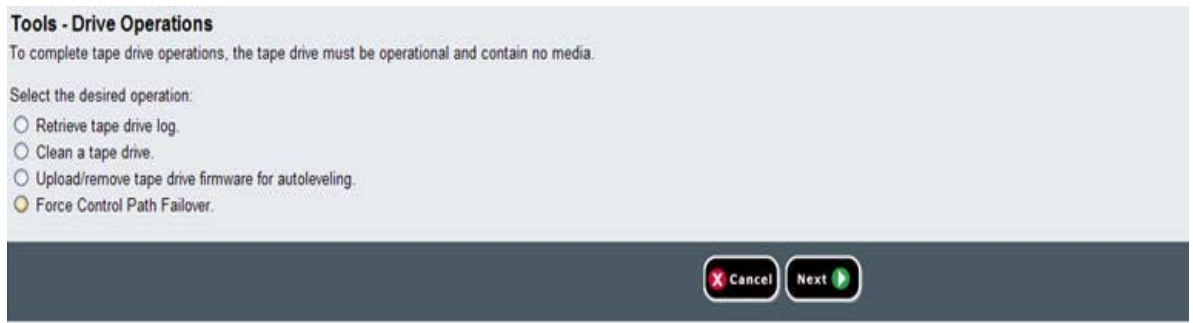 Tools - Drive Operations
To complete tape drive operations, the tape drive must be operational and contain no media.
Select the desired operation:
Retrieve tape drive log.
Clean a tape drive.
Upload/remove tape drive firmware for autoleveling.
Force Control Path Failover.
Cancel Next